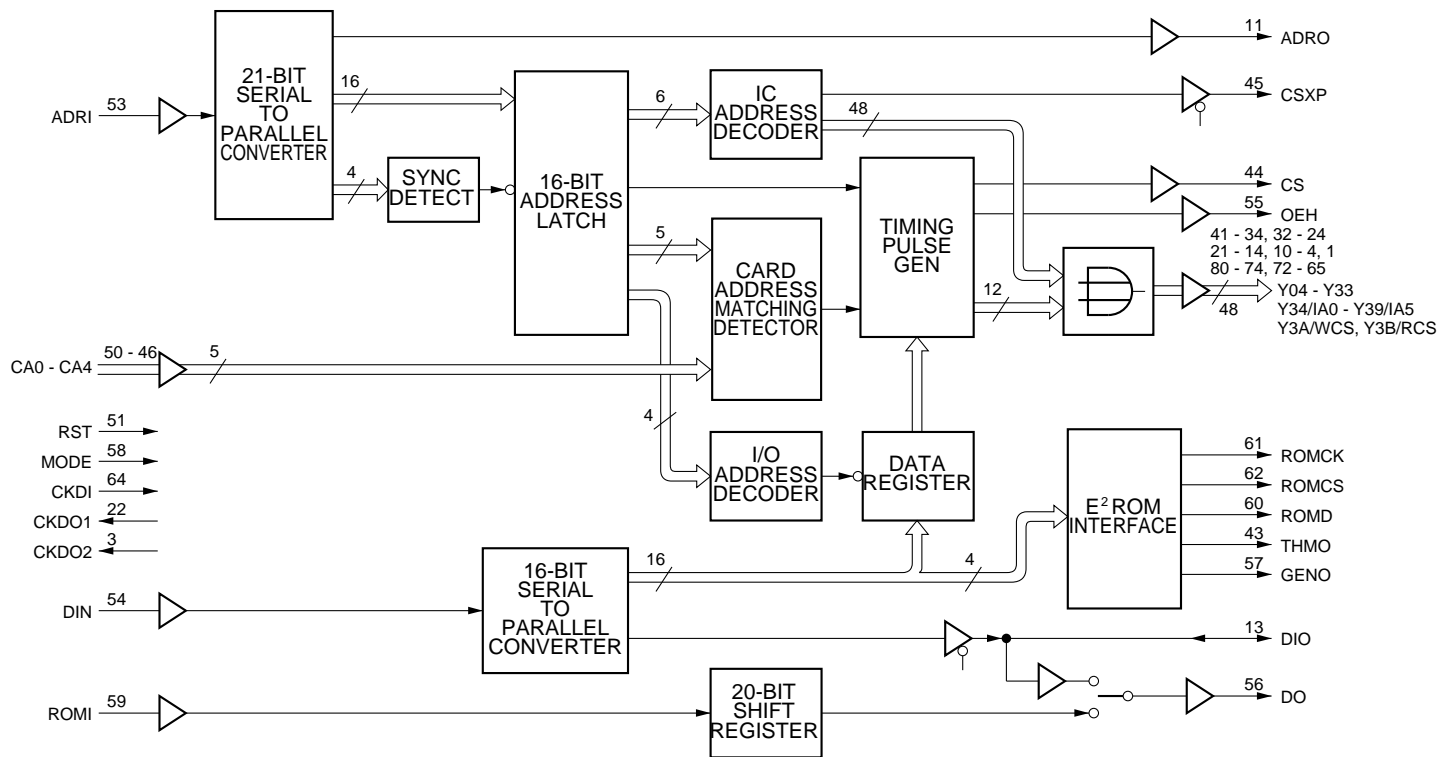 11
ADRO
21-BIT
SERIAL
TO
PARALLEL
CONVERTER
16
6
IC
ADDRESS
DECODER
48
45
CSXP
53
ADRI
4
SYNC
DETECT
16-BIT
ADDRESS
LATCH
5
CARD
ADDRESS
MATCHING
DETECTOR
TIMING
PULSE
GEN
12
44
CS
55
OEH
41 - 34, 32 - 24
21 - 14, 10 - 4, 1
80 - 74, 72 - 65
48
Y04 - Y33
Y34/IA0 - Y39/IA5
Y3A/WCS, Y3B/RCS
50 - 46
CA0 - CA4
5
4
51
RST
58
MODE
64
CKDI
22
CKDO1
3
CKDO2
I/O
ADDRESS
DECODER
DATA
REGISTER
E2ROM
INTERFACE
61
ROMCK
62
ROMCS
60
ROMD
43
THMO
57
GENO
54
DIN
16-BIT
SERIAL
TO
PARALLEL
CONVERTER
16
4
13
DIO
59
ROMI
20-BIT
SHIFT
REGISTER
56
DO